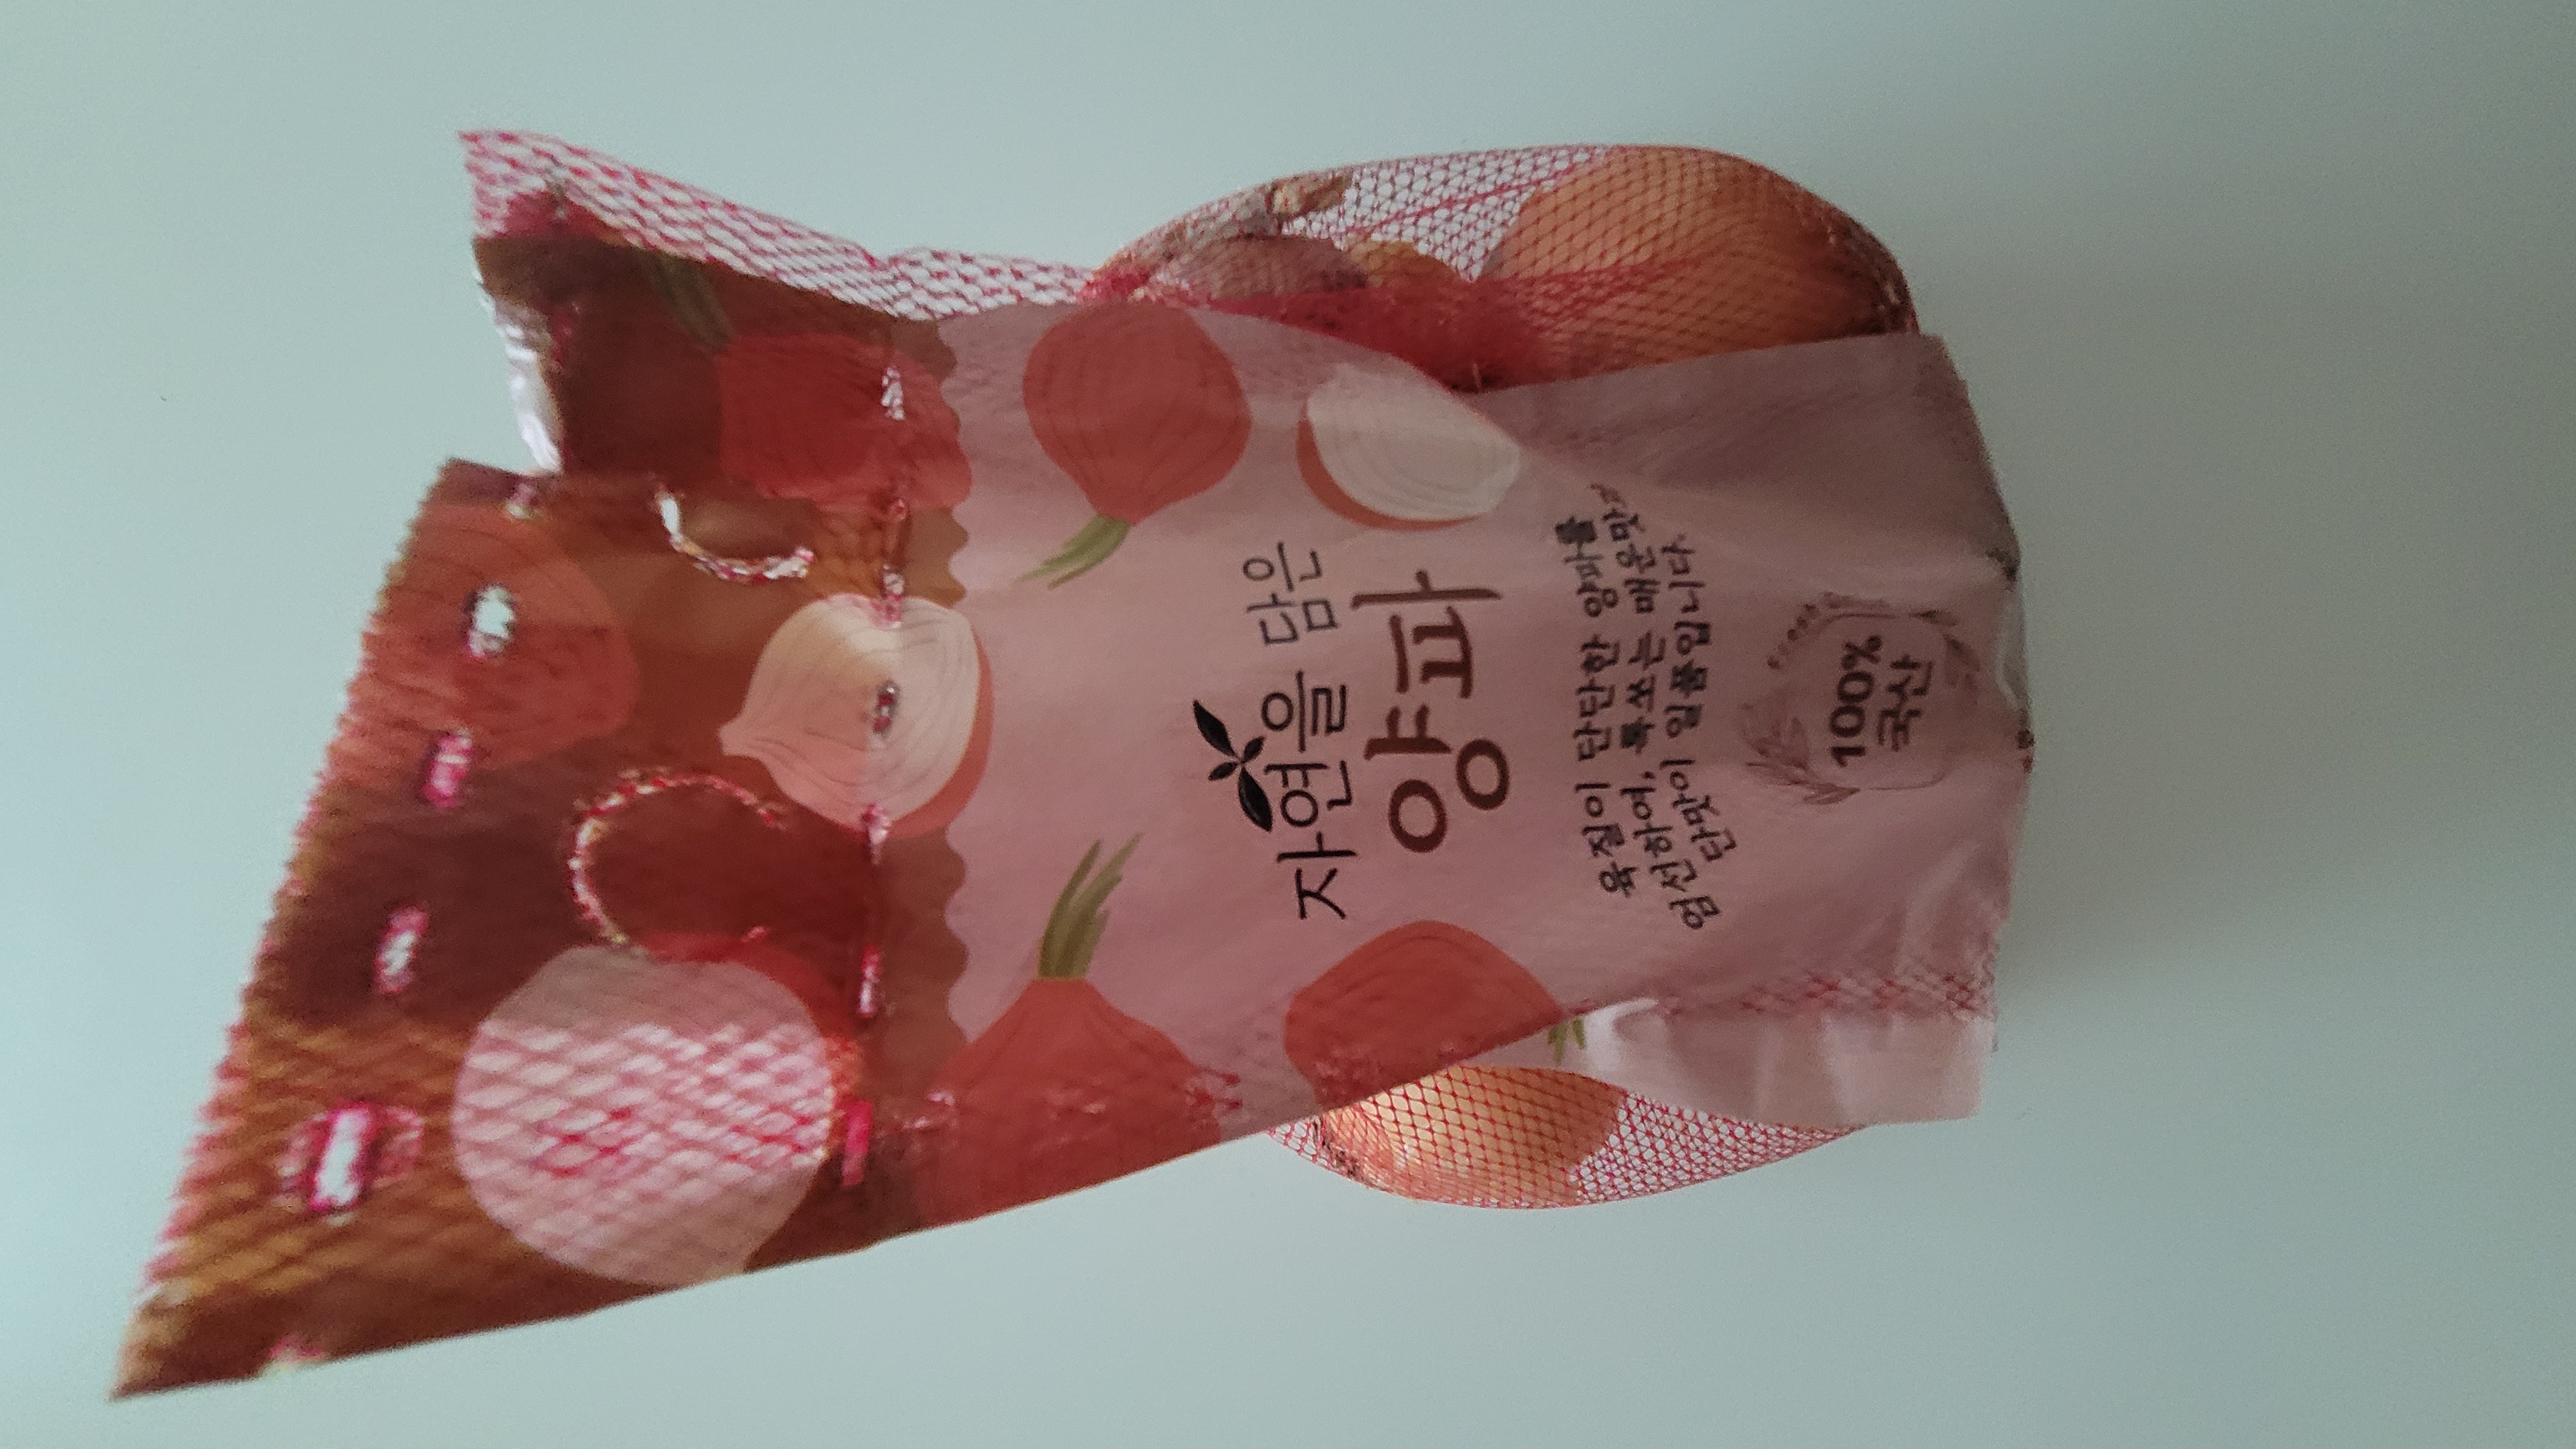 자연을 담은
양파
육질이 단단한 양파를
엄선하여, 톡쏘는 매운맛과
단맛이 일품입니다.
Fresh
100%
국산